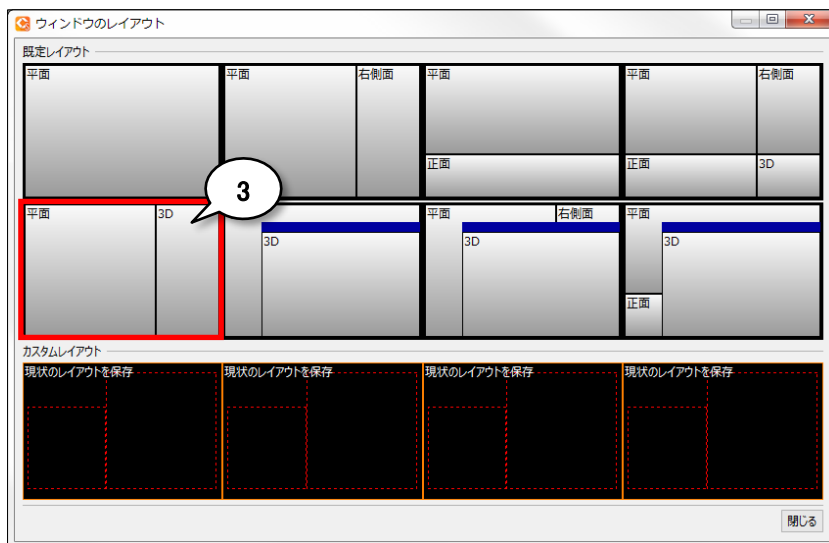 ウィンドウのレイアウト
既定レイアウト
平面
平面 右側面
平面
正面
平面 右側面
正面 3D
平面 3D
3
3D
平面 右側面
3D
平面
3D
正面
カスタムレイアウト
現状のレイアウトを保存
現状のレイアウトを保存
現状のレイアウトを保存
現状のレイアウトを保存
閉じる